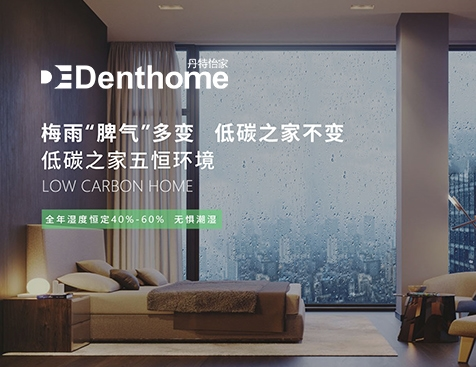 丹特怡家
DEDenthome
梅雨“脾气”多变 低碳之家不变
低碳之家五恒环境
LOW CARBON HOME
全年湿度恒定40%-60% 无惧潮湿